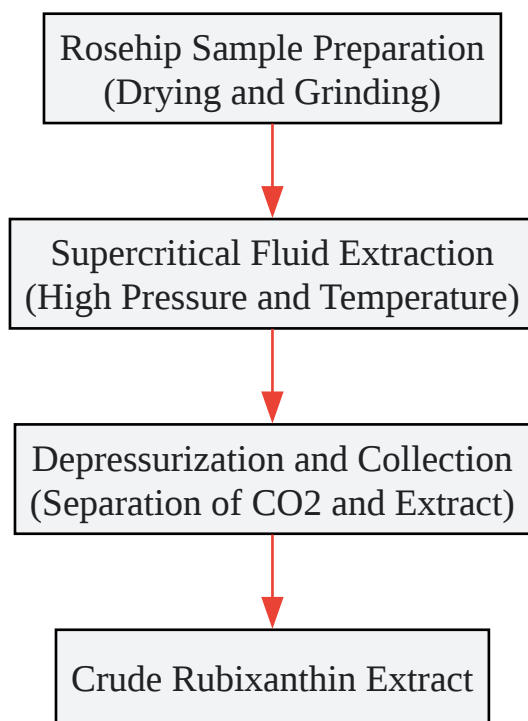 Rosehip Sample Preparation
(Drying and Grinding)
Supercritical Fluid Extraction
(High Pressure and Temperature)
Depressurization and Collection
(Separation of CO2 and Extract)
Crude Rubixanthin Extract